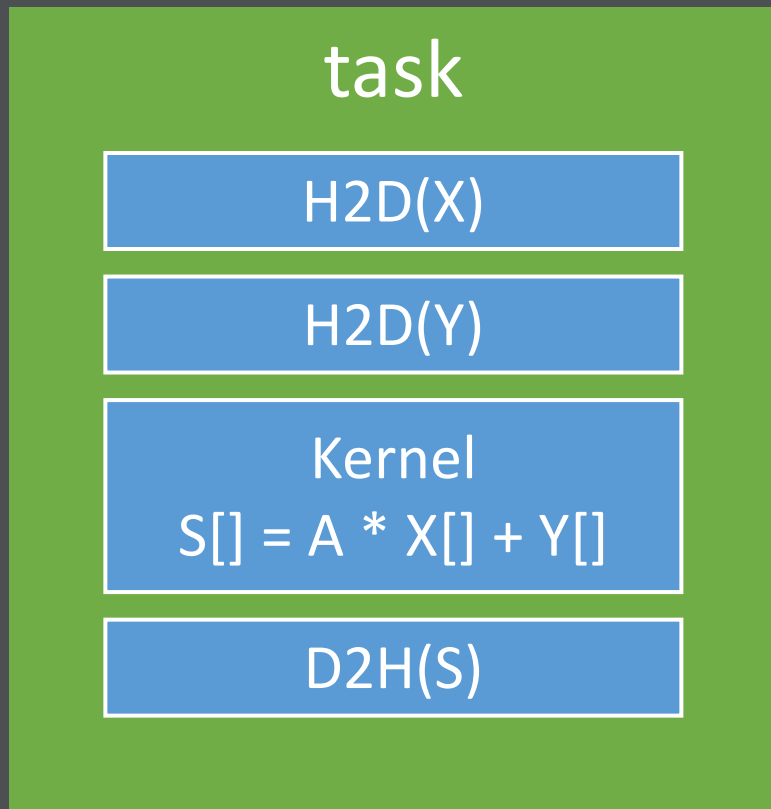 task
H2D(X)
H2D(Y)
Kernel
S[] = A * X[] + Y[]
D2H(S)